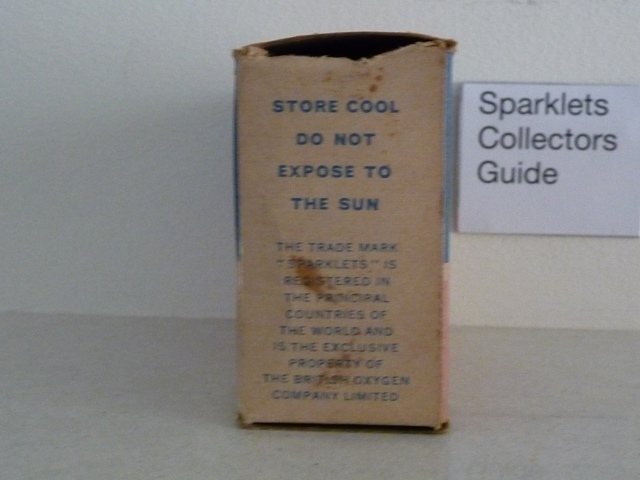 STORE COOL
DO NOT
EXPOSE TO
THE SUN
THE TRADE MARK
"SPARKLETS" IS
REGISTERED IN
THE PRINCIPAL
COUNTRIES OF
THE WORLD AND
IS THE EXCLUSIVE
PROPERTY OF
THE BRITISH OXYGEN
COMPANY LIMITED
Sparklets
Collectors
Guide